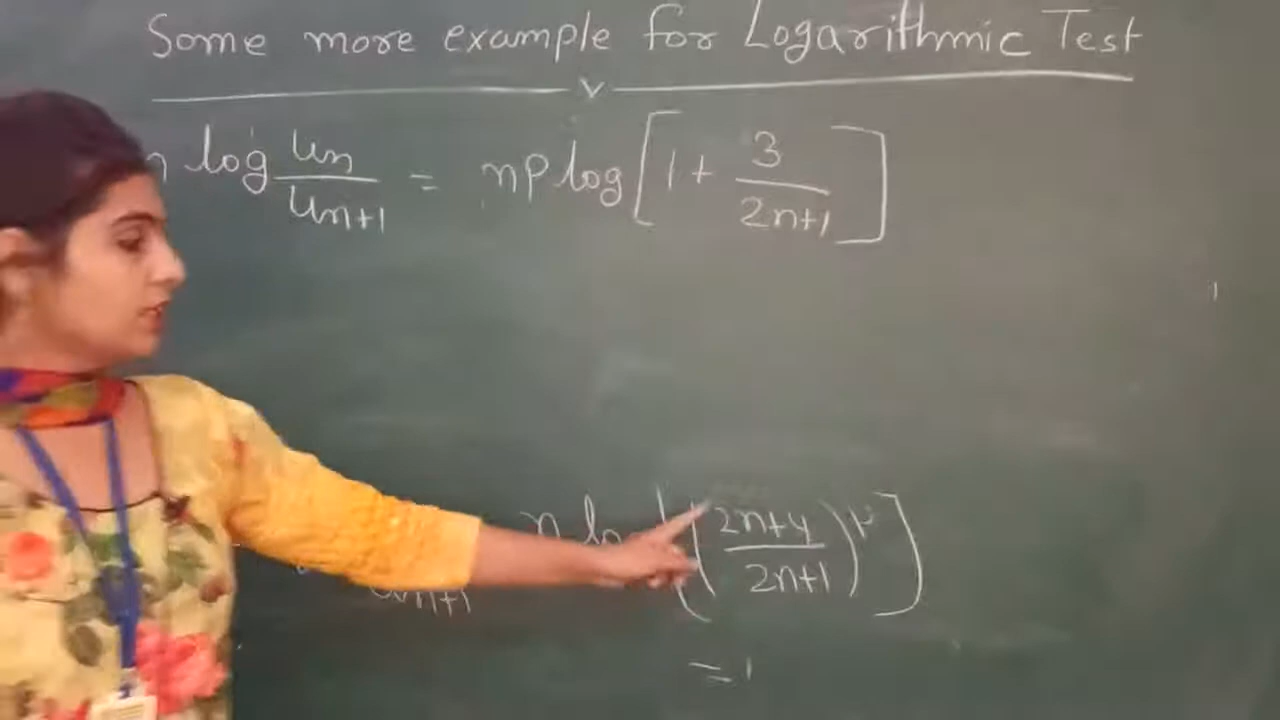 Some more example for Logarithmic Test
n log Un/Un+1 = np log [1 + 3/2n+1]
n log [(2n+4/2n+1)^p]
Un+1
=